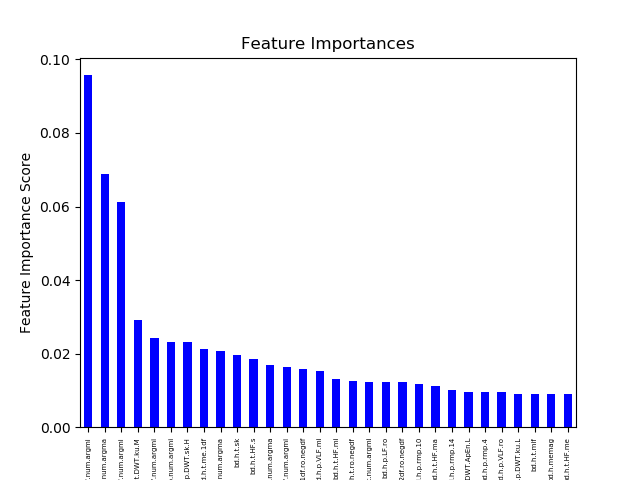 Feature Importances
Feature Importance Score
0.10
0.08
0.06
0.04
0.02
0.00
.num.argmi
.num.argma
.num.argmi
t.DWT.ku.M
.num.argmi
.num.argmi
p.DWT.sk.H
d.h.t.me.1df
.num.argma
bd.h.t.sk
bd.h.t.HF.s
.num.argma
.num.argmi
1df.ro.negdf
d.h.p.VLF.mi
bd.h.t.HF.mi
h.t.ro.negdf
.num.argmi
bd.h.p.LF.ro
2df.ro.negdf
.h.p.rmp.10
d.h.t.HF.ma
.h.p.rmp.14
DWT.ApEn.L
d.h.p.rmp.4
d.h.p.VLF.ro
.p.DWT.ku.L
bd.h.t.mif
d.h.memag
d.h.t.HF.me